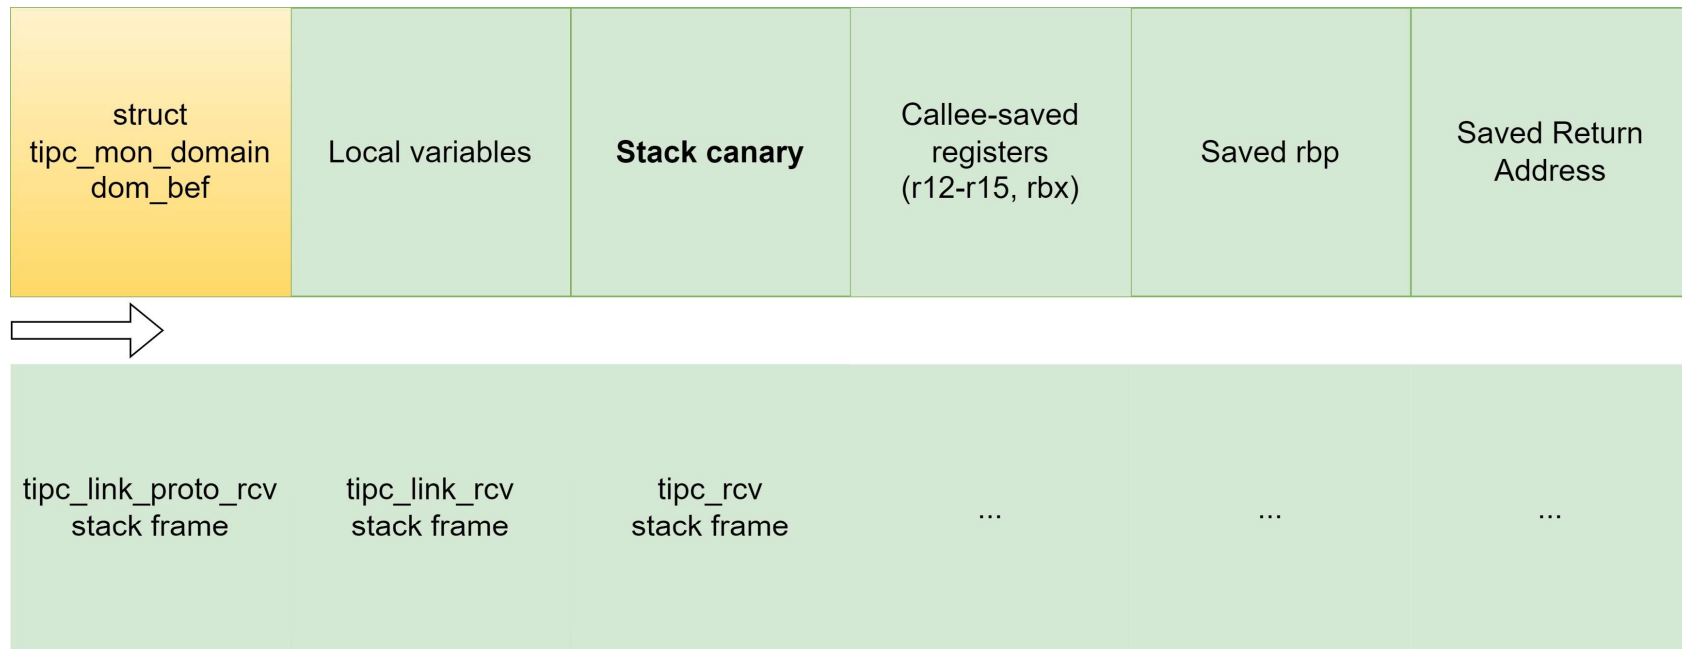 struct
tipc_mon_domain
dom_bef
Local variables
Stack canary
Callee-saved
registers
(r12-r15, rbx)
Saved rbp
Saved Return
Address
tipc_link_proto_rcv
stack frame
tipc_link_rcv
stack frame
tipc_rcv
stack frame
...
...
...